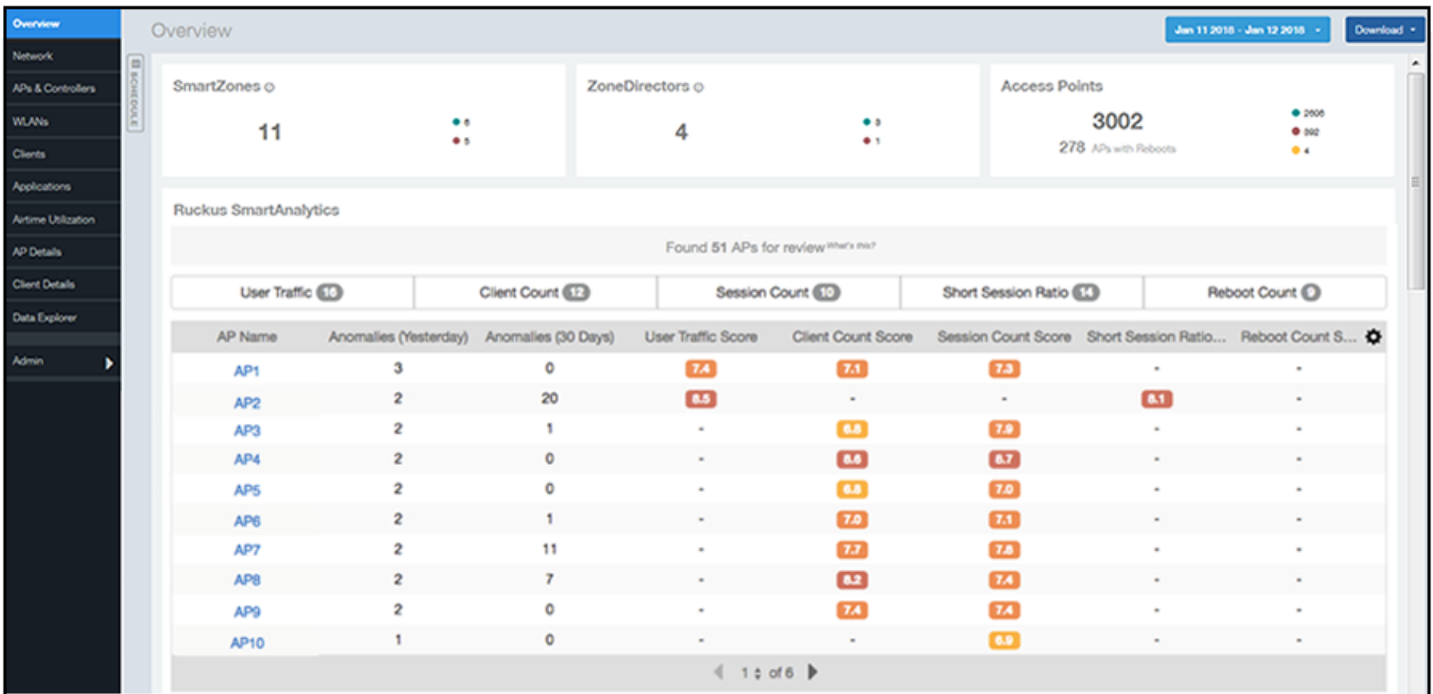 Overview
Overview
Jan 11 2018 - Jan 12 2018
Download
Network
APs & Controllers
WLANs
Clients
Applications
Airtime Utilization
AP Details
Client Details
Data Explorer
Admin
SCHEDULE
SmartZones
11
6
5
ZoneDirectors
4
3
1
Access Points
3002
278 APs with Reboots
2606
392
4
Ruckus SmartAnalytics
Found 51 APs for review What's this?
User Traffic 16 Client Count 12 Session Count 10 Short Session Ratio 14 Reboot Count 9
AP Name Anomalies (Yesterday) Anomalies (30 Days) User Traffic Score Client Count Score Session Count Score Short Session Ratio... Reboot Count S...
AP1 3 0 7.4 7.1 7.3 - -
AP2 2 20 8.5 - - 8.1 -
AP3 2 1 - 6.8 7.9 - -
AP4 2 0 - 8.6 8.7 - -
AP5 2 0 - 6.8 7.0 - -
AP6 2 1 - 7.0 7.1 - -
AP7 2 11 - 7.7 7.8 - -
AP8 2 7 - 8.2 7.4 - -
AP9 2 0 - 7.4 7.4 - -
AP10 1 0 - - 6.9 - -
1 of 6